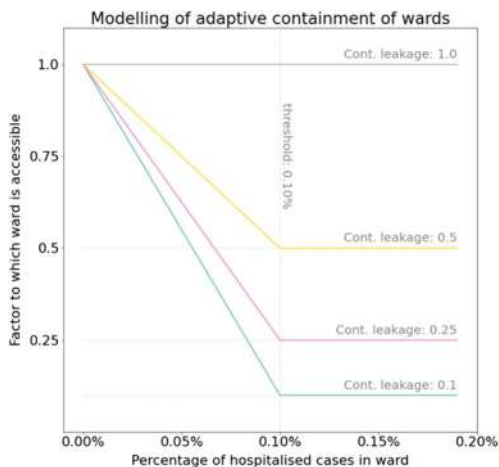 Modelling of adaptive containment of wards
Factor to which ward is accessible
1.0
0.75
0.5
0.25
Cont. leakage: 1.0
threshold: 0.10%
Cont. leakage: 0.5
Cont. leakage: 0.25
Cont. leakage: 0.1
0.00%
0.05%
0.10%
0.15%
0.20%
Percentage of hospitalised cases in ward